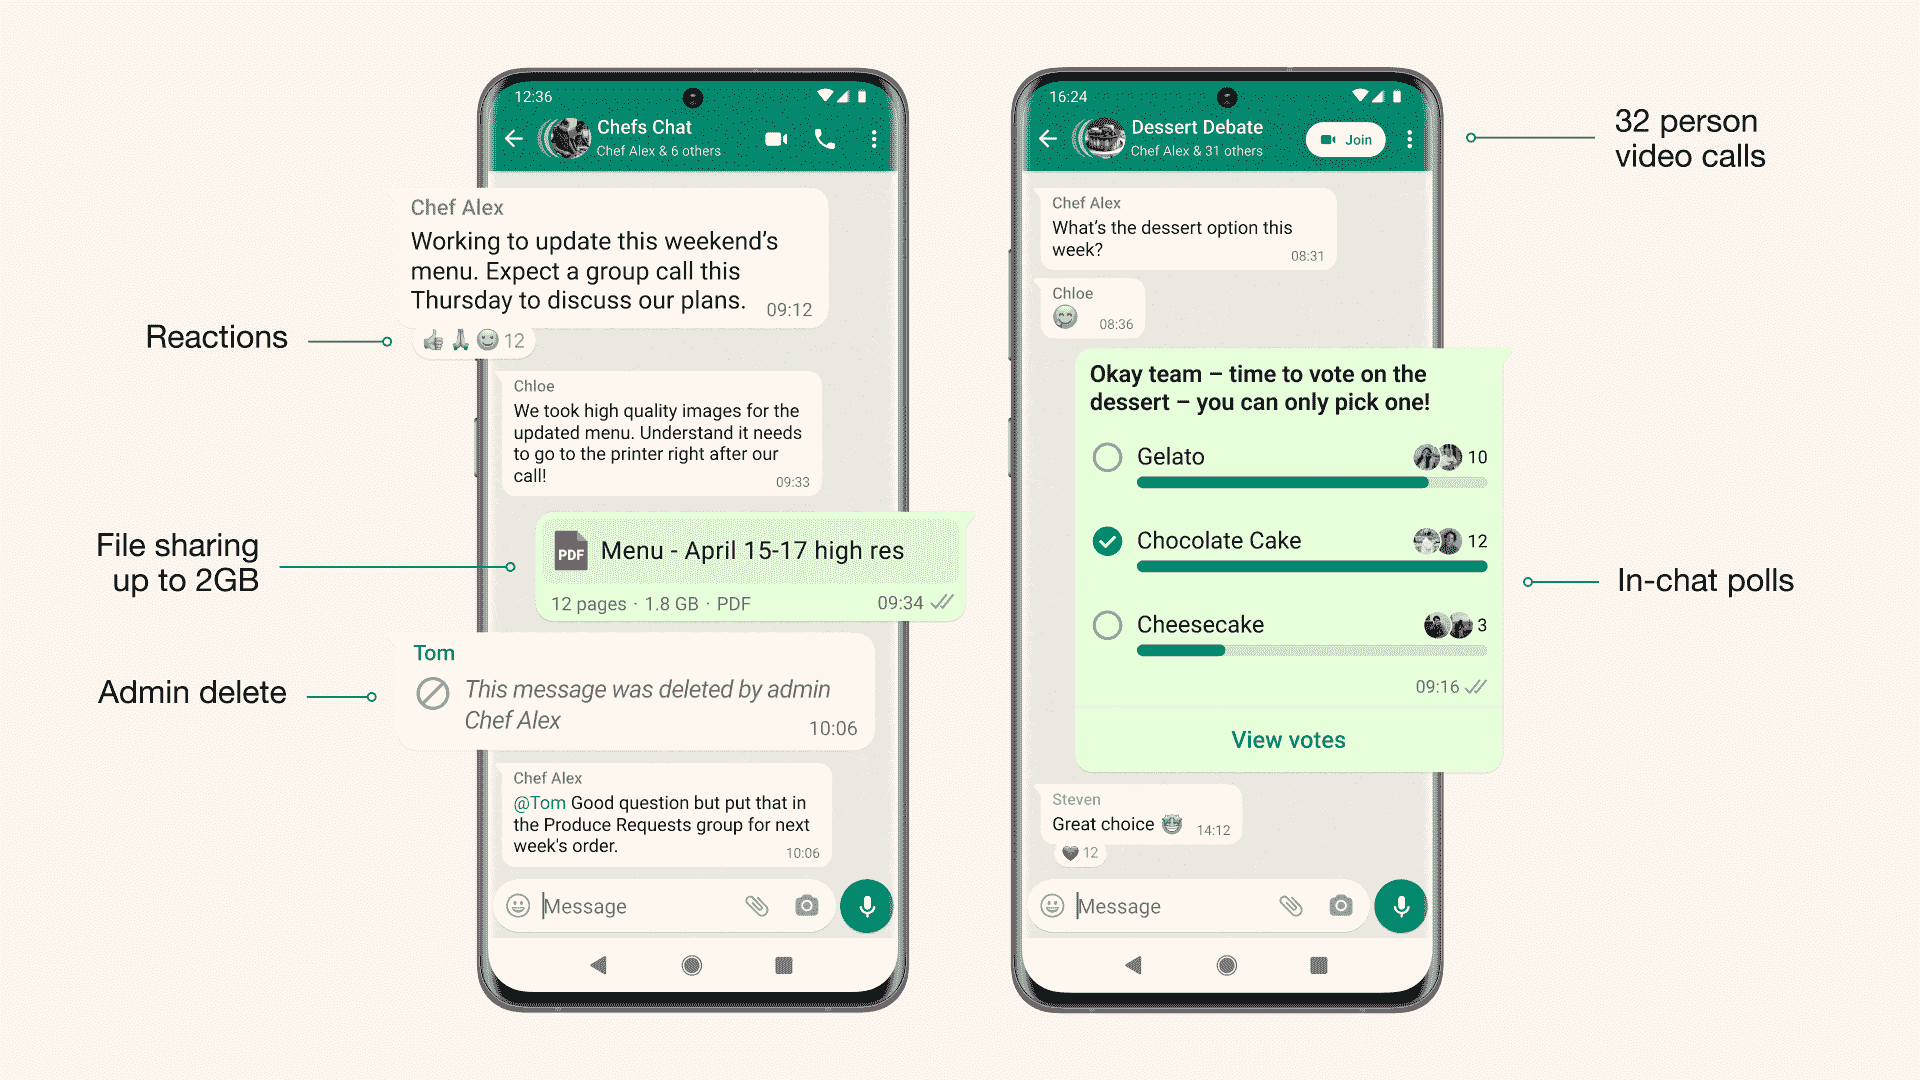 12:36
Chefs Chat
Chef Alex & 6 others
Chef Alex
Working to update this weekend's
menu. Expect a group call this
Thursday to discuss our plans.
09:12
12
Reactions
Chloe
We took high quality images for the
updated menu. Understand it needs
to go to the printer right after our
call!
09:33
File sharing
up to 2GB
PDF
Menu - April 15-17 high res
12 pages · 1.8 GB · PDF
09:34
Admin delete
Tom
This message was deleted by admin
Chef Alex
10:06
Chef Alex
@Tom Good question but put that in
the Produce Requests group for next
week's order.
10:06
Message
16:24
Dessert Debate
Chef Alex & 31 others
Join
32 person
video calls
Chef Alex
What's the dessert option this
week?
08:31
Chloe
08:36
Okay team – time to vote on the
dessert – you can only pick one!
Gelato
10
Chocolate Cake
12
Cheesecake
3
09:16
View votes
In-chat polls
Steven
Great choice
14:12
12
Message